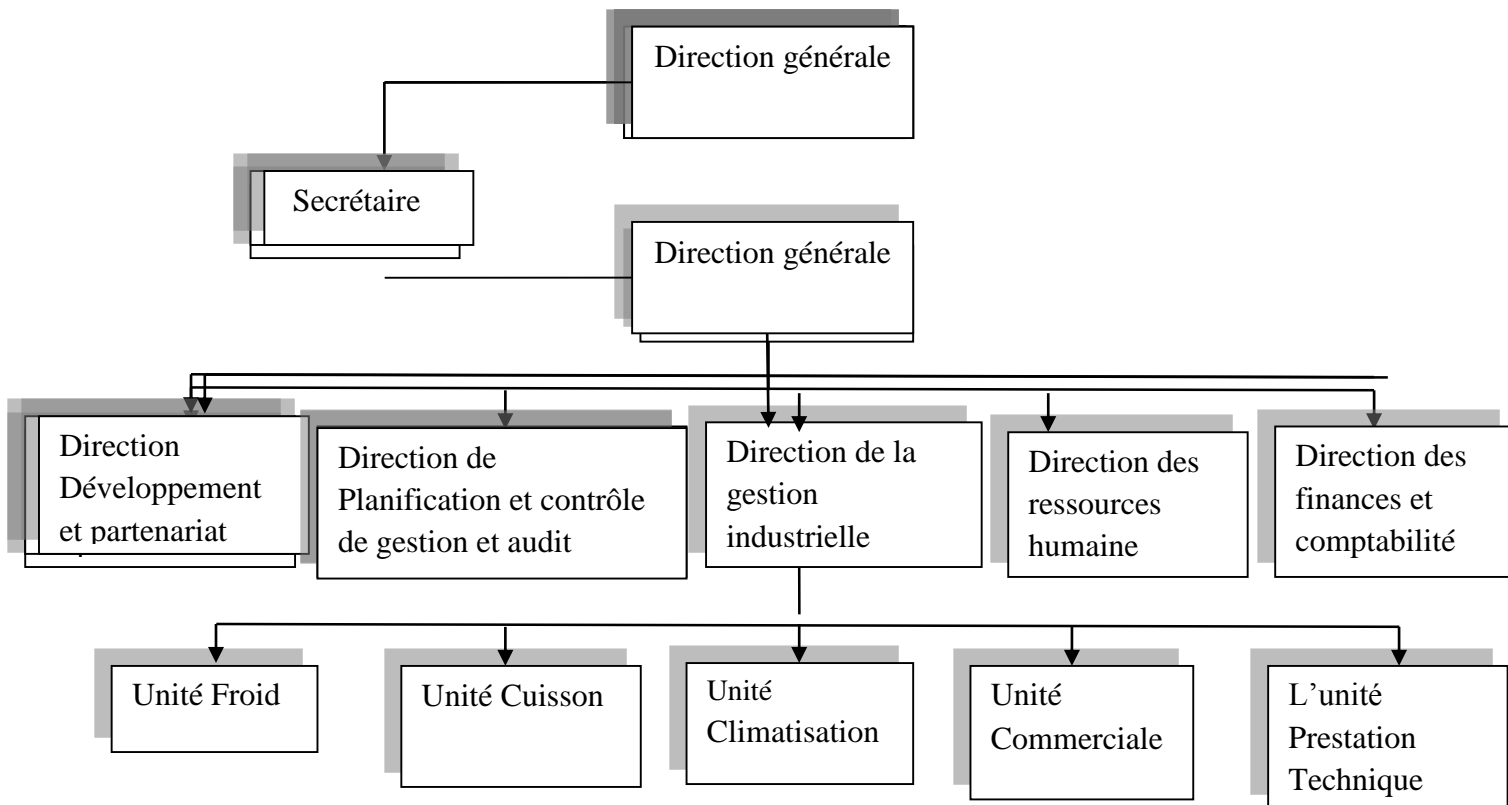 Direction générale
Secrétaire
Direction générale
Direction
Développement
et partenariat
Direction de
Planification et contrôle
de gestion et audit
Direction de la
gestion
industrielle
Direction des
ressources
humaine
Direction des
finances et
comptabilité
Unité Froid
Unité Cuisson
Unité
Climatisation
Unité
Commerciale
L’unité
Prestation
Technique